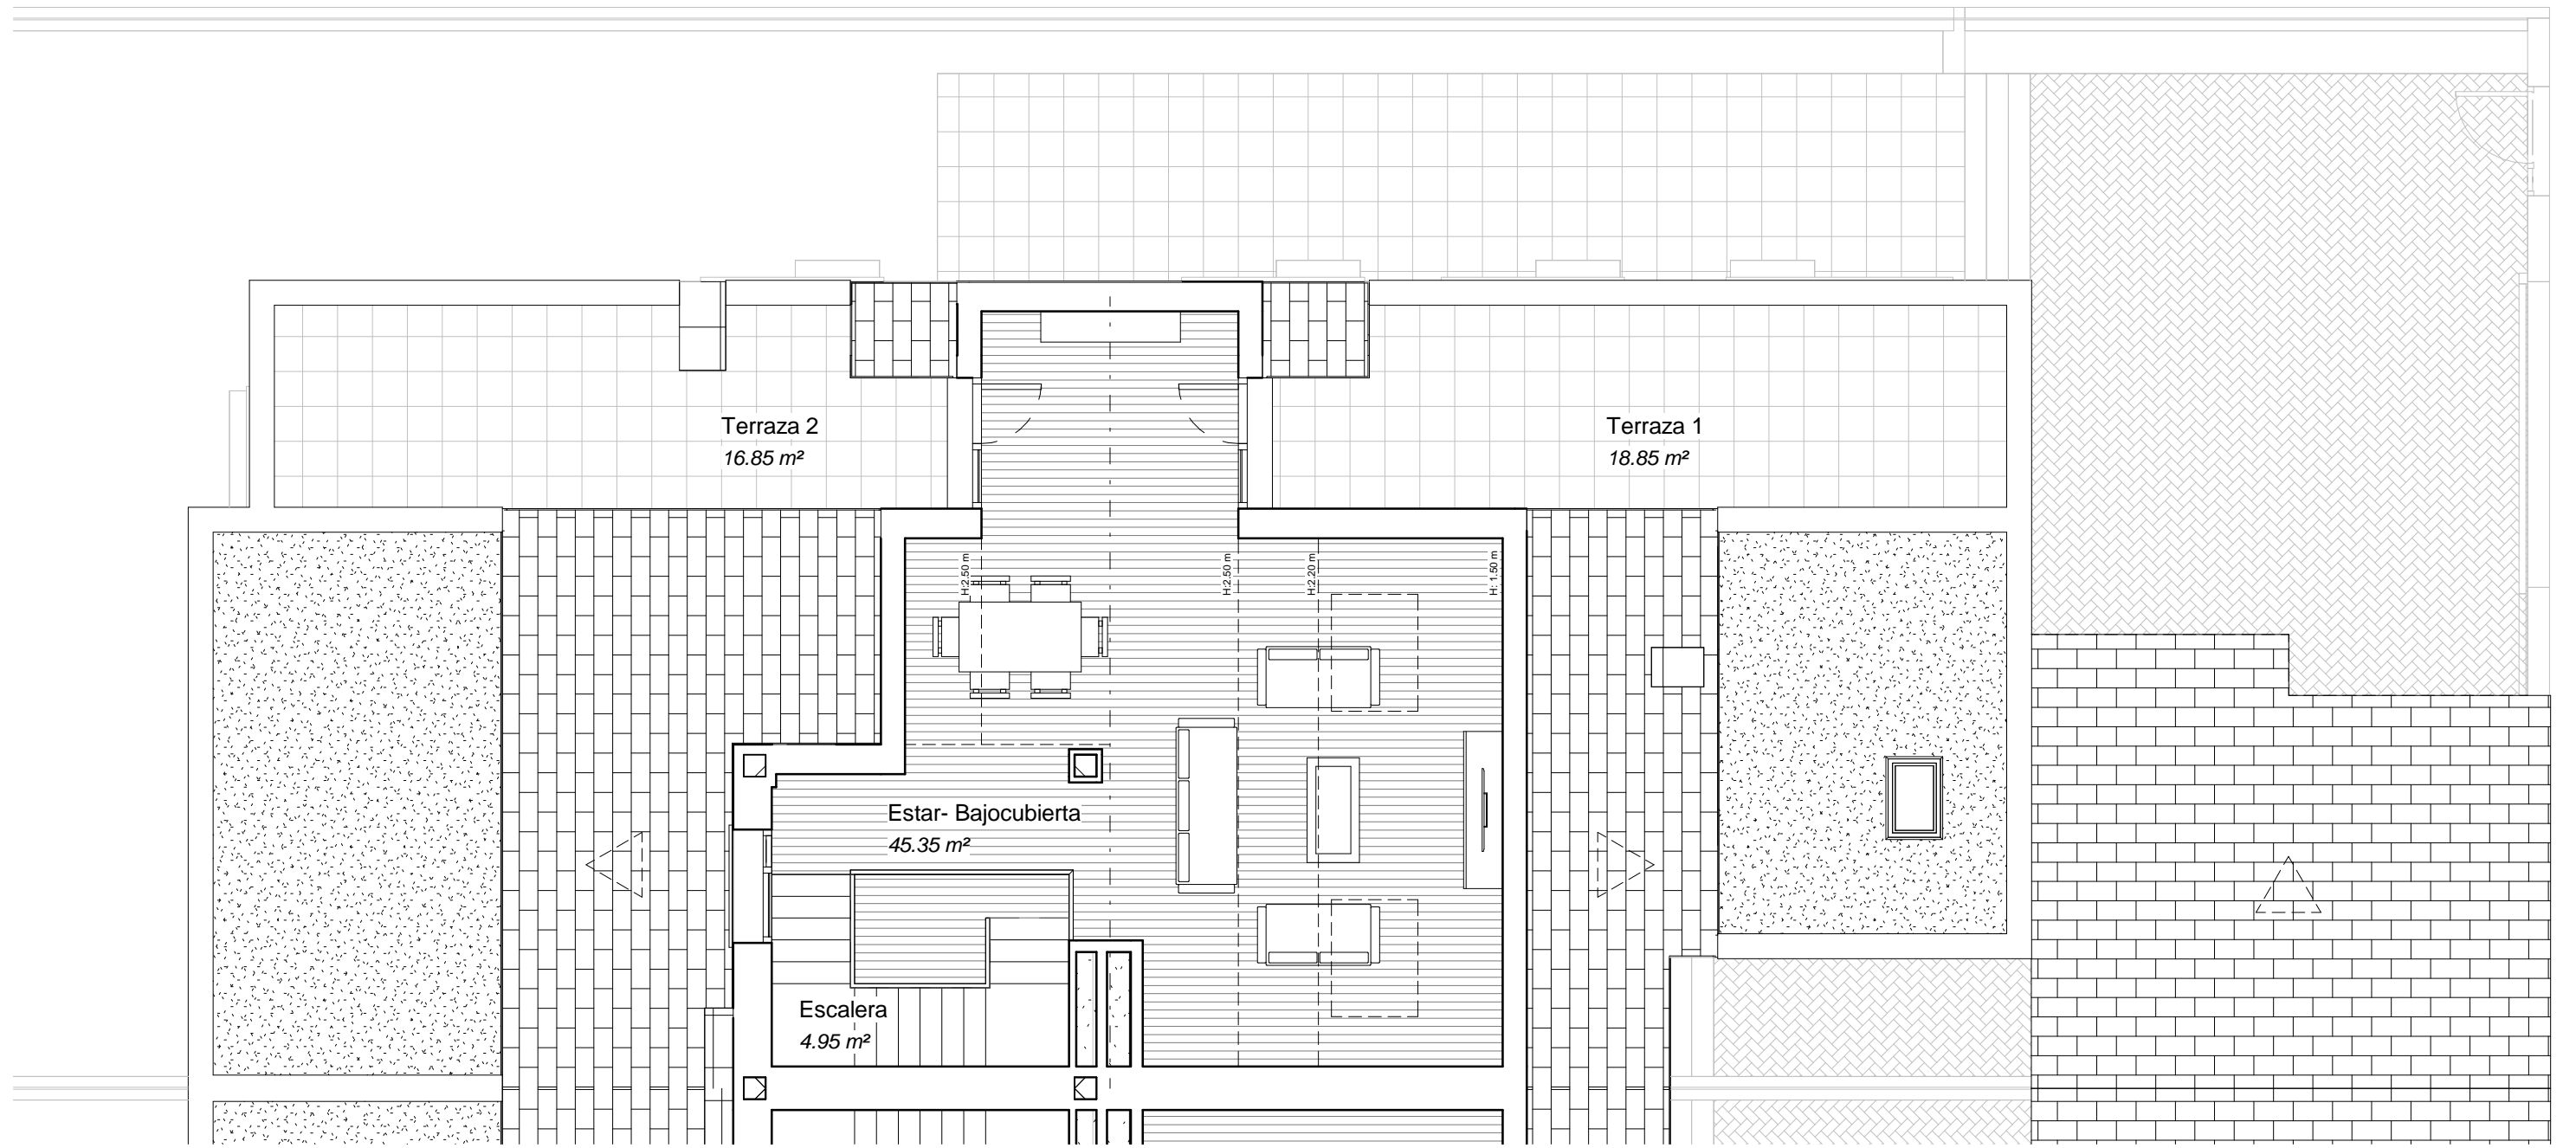 Terraza 2
16.85 m²
Terraza 1
18.85 m²
H:2.50 m
H:2.50 m
H:2.20 m
H: 1.50 m
Estar- Bajocubierta
45.35 m²
Escalera
4.95 m²